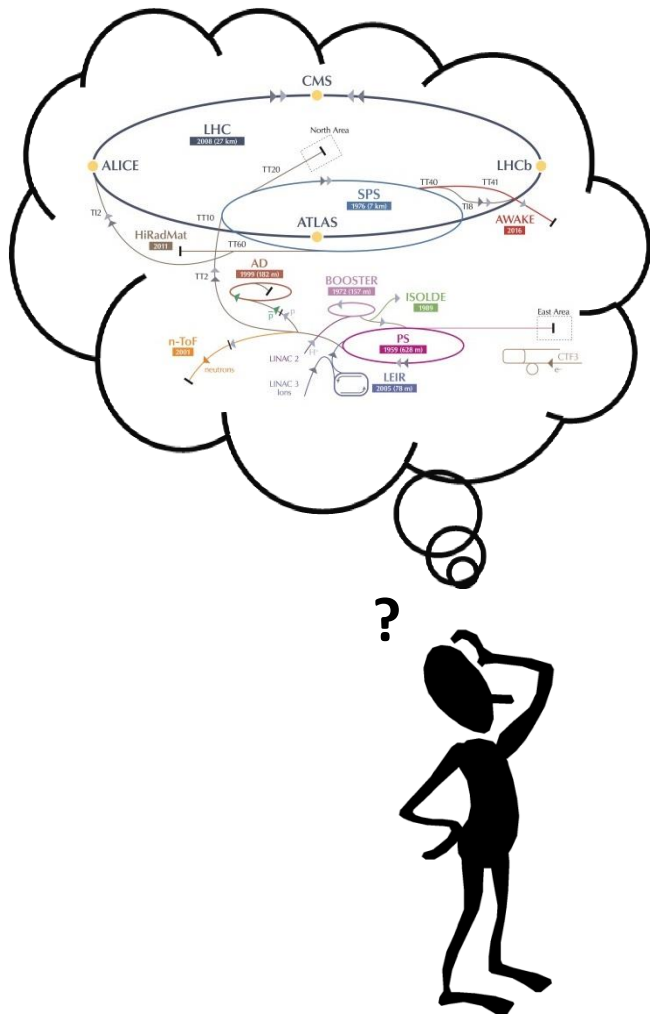 CMS
LHC
2008 (27 km)
North Area
ALICE
TT20
LHCb
TT40
TT41
SPS
1976 (7 km)
TI8
TI2
TT10
ATLAS
AWAKE
2016
HiRadMat
2011
TT60
AD
1999 (182 m)
TT2
BOOSTER
1972 (157 m)
ISOLDE
1989
p
p̅
East Area
n-ToF
2001
PS
1959 (628 m)
LINAC 2
H⁺
neutrons
CTF3
e-
LEIR
2005 (78 m)
LINAC 3
Ions
?